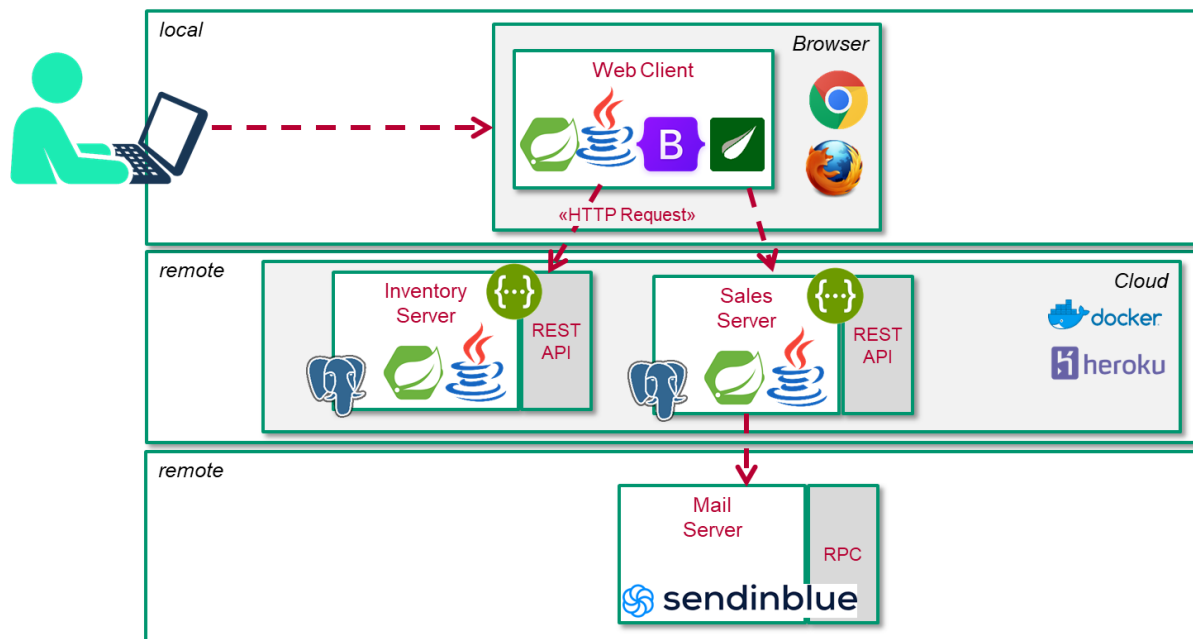 local
Browser
Web Client
B
«HTTP Request»
remote
Cloud
Inventory
Server
{···}
REST
API
Sales
Server
{···}
REST
API
docker
heroku
remote
Mail
Server
RPC
sendinblue